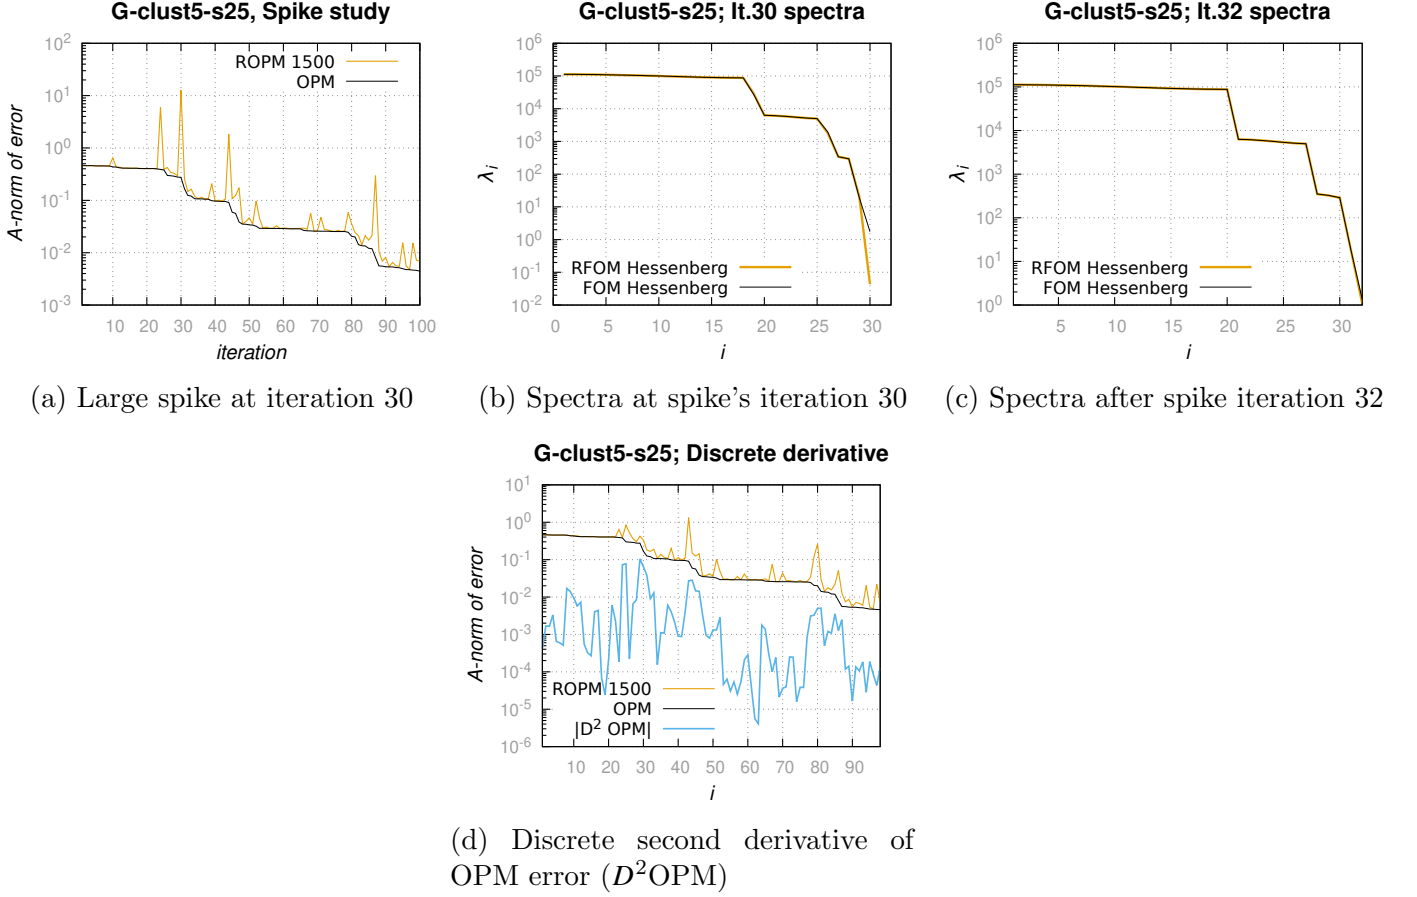 G-clust5-s25, Spike study
A-norm of error
10^2
10^1
10^0
10^-1
10^-2
10^-3
ROPM 1500
OPM
10 20 30 40 50 60 70 80 90 100
iteration
(a) Large spike at iteration 30
G-clust5-s25; It.30 spectra
λ_i
10^6
10^5
10^4
10^3
10^2
10^1
10^0
10^-1
10^-2
RFOM Hessenberg
FOM Hessenberg
0 5 10 15 20 25 30
i
(b) Spectra at spike's iteration 30
G-clust5-s25; It.32 spectra
λ_i
10^6
10^5
10^4
10^3
10^2
10^1
10^0
RFOM Hessenberg
FOM Hessenberg
5 10 15 20 25 30
i
(c) Spectra after spike iteration 32
G-clust5-s25; Discrete derivative
A-norm of error
10^1
10^0
10^-1
10^-2
10^-3
10^-4
10^-5
10^-6
ROPM 1500
OPM
|D^2 OPM|
10 20 30 40 50 60 70 80 90
i
(d) Discrete second derivative of
OPM error (D^2OPM)